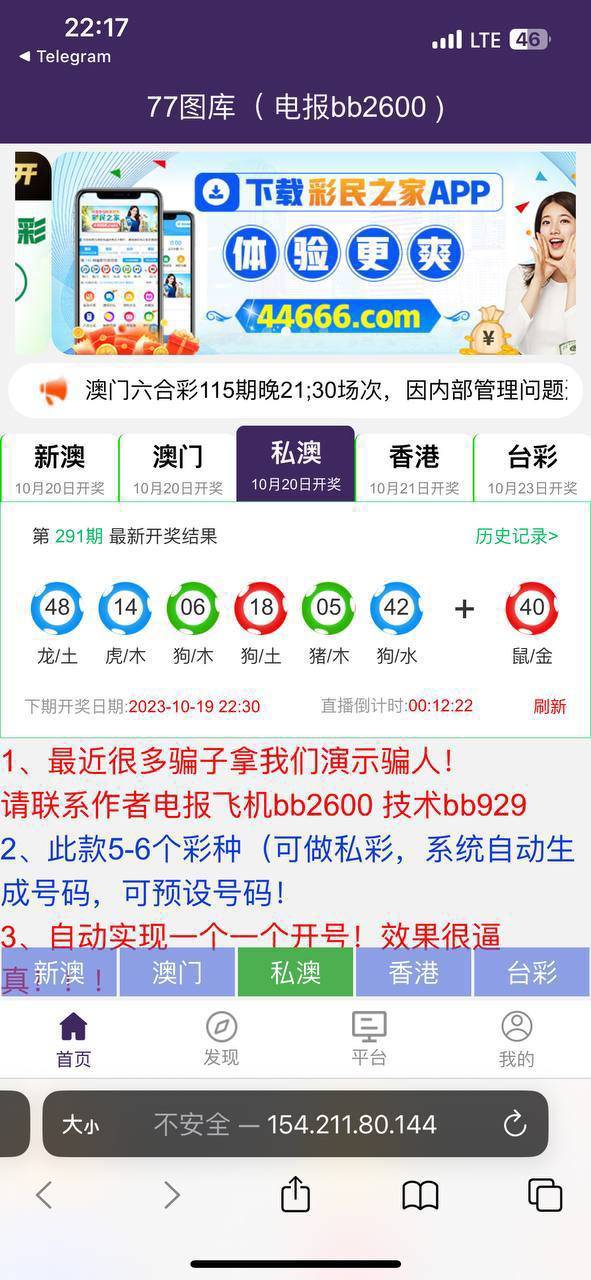 22:17
LTE 46
Telegram
77图库（电报bb2600 )
开
彩
下载彩民之家APP
体验更爽
44666.com
澳门六合彩115期晚21;30场次，因内部管理问题
新澳 澳门 私澳 香港 台彩
10月20日开奖 10月20日开奖 10月20日开奖 10月21日开奖 10月23日开奖
第 291期 最新开奖结果 历史记录>
48 14 06 18 05 42 + 40
龙/土 虎/木 狗/木 狗/土 猪/木 狗/水 鼠/金
下期开奖日期:2023-10-19 22:30 直播倒计时:00:12:22 刷新
1、最近很多骗子拿我们演示骗人！
请联系作者电报飞机bb2600 技术bb929
2、此款5-6个彩种（可做私彩，系统自动生
成号码，可预设号码！
3、自动实现一个一个开号！效果很逼
真！！！
新澳 澳门 私澳 香港 台彩
首页 发现 平台 我的
大小 不安全 — 154.211.80.144